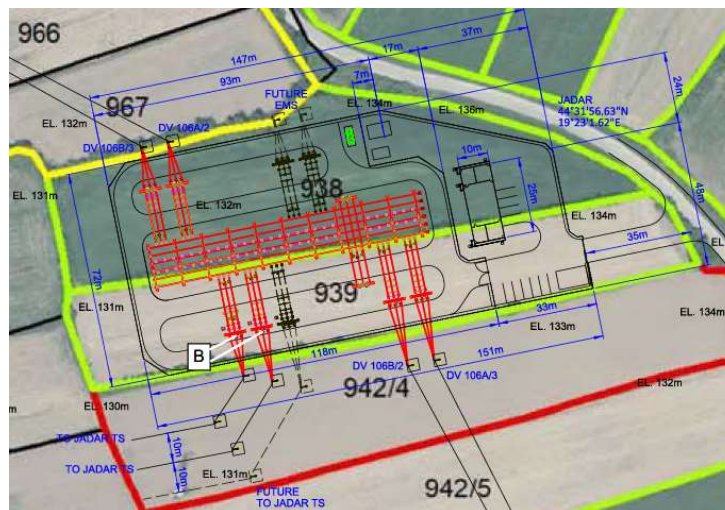 966
147m
17m
37m
93m
7m
24m
967
FUTURE
EMS
EL. 134m
EL. 136m
JADAR
44°31'56.63"N
19°23'1.62"E
EL. 132m
DV 106A/2
DV 106B/3
10m
28m
48m
EL. 131m
938
EL. 132m
EL. 134m
72m
35m
EL. 131m
939
33m
EL. 134m
B
118m
EL. 133m
151m
DV 106B/2
DV 106A/3
EL. 132m
EL. 130m
942/4
TO JADAR TS
10m
TO JADAR TS
10m
EL. 131m
FUTURE
TO JADAR TS
942/5